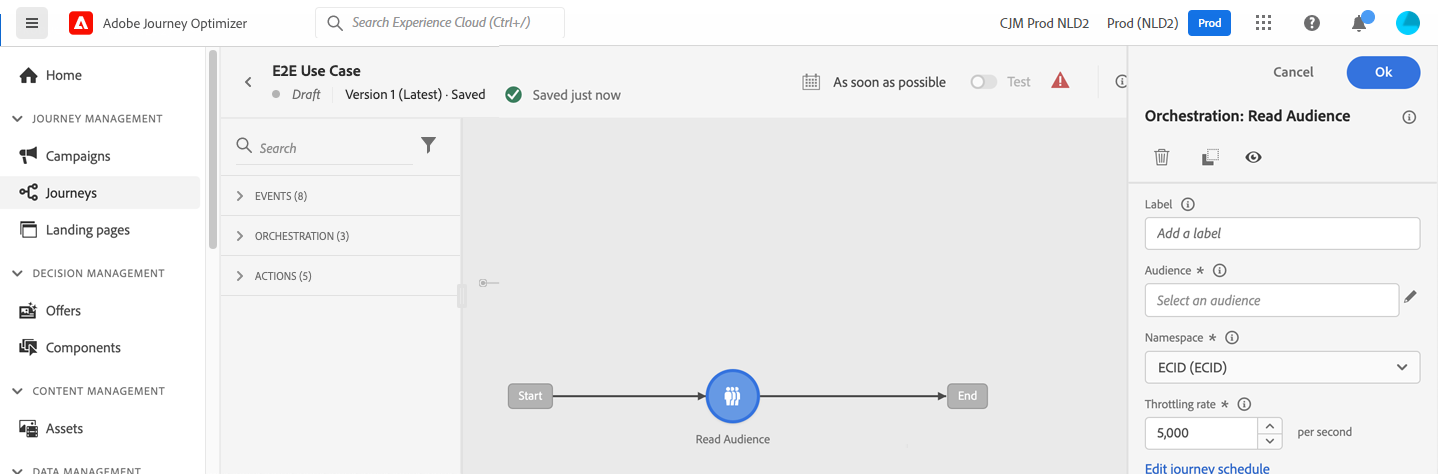 Adobe Journey Optimizer
Search Experience Cloud (Ctrl+/)
CJM Prod NLD2
Prod (NLD2)
Prod
Home
JOURNEY MANAGEMENT
Campaigns
Journeys
Landing pages
DECISION MANAGEMENT
Offers
Components
CONTENT MANAGEMENT
Assets
DATA MANAGEMENT
E2E Use Case
Draft
Version 1 (Latest) · Saved
Saved just now
As soon as possible
Test
Search
EVENTS (8)
ORCHESTRATION (3)
ACTIONS (5)
Start
Read Audience
End
Cancel
Ok
Orchestration: Read Audience
Label
Add a label
Audience *
Select an audience
Namespace *
ECID (ECID)
Throttling rate *
5,000
per second
Edit journey schedule